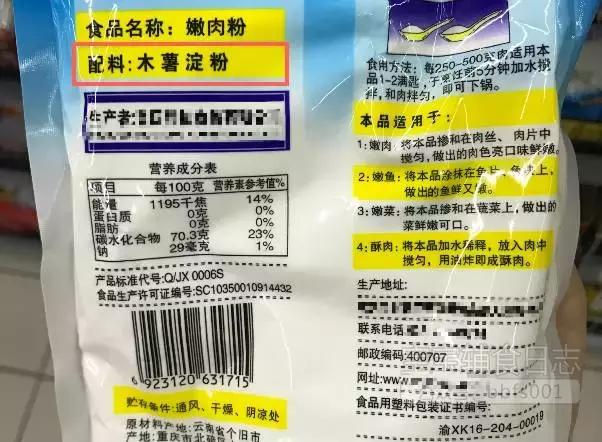 食品名称: 嫩肉粉
配料:木薯淀粉
生产者:
营养成分表
项目 每100克 营养素参考值%
能量 1195千焦 14%
蛋白质 0克 0%
脂肪 0克 0%
碳水化合物 70.3克 23%
钠 29毫克 1%
产品标准代号:Q/JX 0006S
食品生产许可证编号:SC10350010914432
6 923120 631715
贮存条件:通风、干燥、阴凉处
原材料产地:云南省个旧市
产地:重庆市北碚区
食用方法: 每250-500克肉适用本
品1-2满匙, 于烹饪前5分钟加水搅
拌, 和肉拌匀, 即可下锅。
本品适用于:
1: 嫩肉: 将本品掺和在肉丝、肉片中
搅匀, 做出的肉色亮口味鲜嫩。
2: 嫩鱼: 将本品涂抹在鱼片、鱼块上,
做出的鱼鲜又嫩。
3: 嫩菜: 将本品掺和在蔬菜上, 做出的
菜鲜嫩可口。
4: 酥肉: 将本品加水稀释, 放入肉中
搅匀, 用油炸即成酥肉。
生产地址:
联系电话
邮政编码:400707
网址:www
辅食日志
bbfs001
食品用塑料包装证书编号:
渝XK16-204-00019